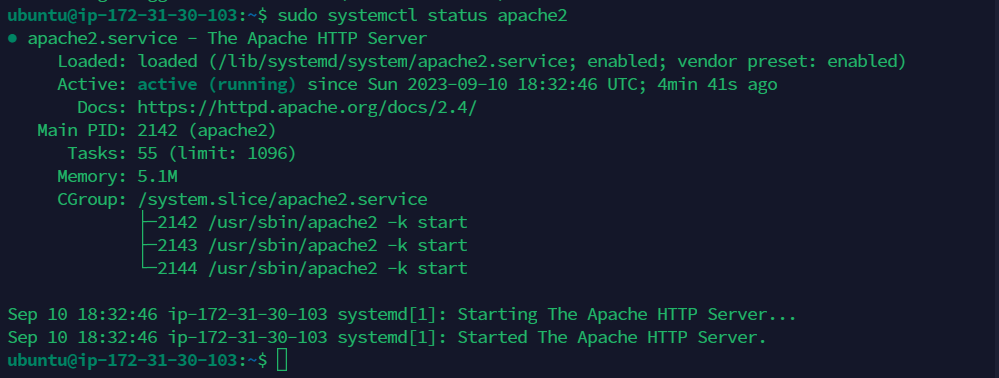 ubuntu@ip-172-31-30-103:~$ sudo systemctl status apache2
● apache2.service - The Apache HTTP Server
     Loaded: loaded (/lib/systemd/system/apache2.service; enabled; vendor preset: enabled)
     Active: active (running) since Sun 2023-09-10 18:32:46 UTC; 4min 41s ago
       Docs: https://httpd.apache.org/docs/2.4/
   Main PID: 2142 (apache2)
      Tasks: 55 (limit: 1096)
     Memory: 5.1M
     CGroup: /system.slice/apache2.service
             ├─2142 /usr/sbin/apache2 -k start
             ├─2143 /usr/sbin/apache2 -k start
             └─2144 /usr/sbin/apache2 -k start
Sep 10 18:32:46 ip-172-31-30-103 systemd[1]: Starting The Apache HTTP Server...
Sep 10 18:32:46 ip-172-31-30-103 systemd[1]: Started The Apache HTTP Server.
ubuntu@ip-172-31-30-103:~$